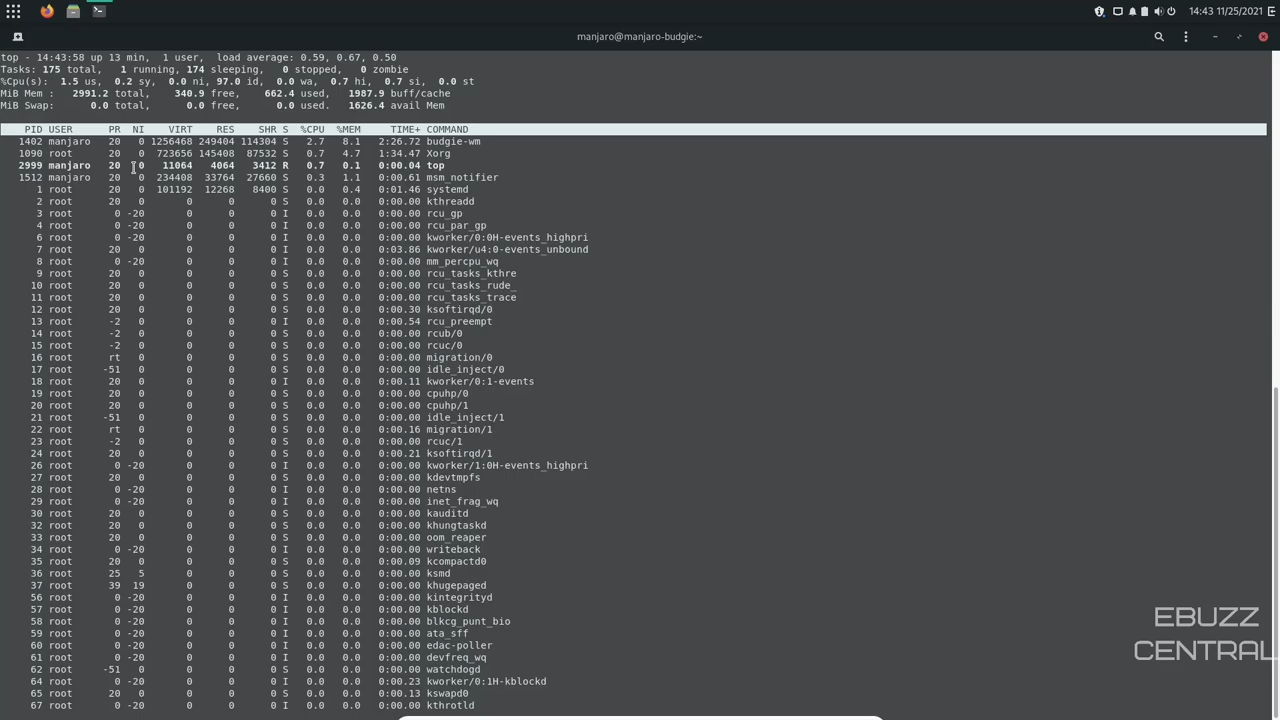 14:43 11/25/2021
manjaro@manjaro-budgie:~
top - 14:43:58 up 13 min, 1 user, load average: 0.59, 0.67, 0.50
Tasks: 175 total, 1 running, 174 sleeping, 0 stopped, 0 zombie
%Cpu(s): 1.5 us, 0.2 sy, 0.0 ni, 97.0 id, 0.0 wa, 0.7 hi, 0.7 si, 0.0 st
MiB Mem : 2991.2 total, 340.9 free, 662.4 used, 1987.9 buff/cache
MiB Swap: 0.0 total, 0.0 free, 0.0 used. 1626.4 avail Mem
PID USER PR NI VIRT RES SHR S %CPU %MEM TIME+ COMMAND
1402 manjaro 20 0 1256468 249404 114304 S 2.7 8.1 2:26.72 budgie-wm
1090 root 20 0 723656 145408 87532 S 0.7 4.7 1:34.47 Xorg
2999 manjaro 20 0 11064 4064 3412 R 0.7 0.1 0:00.04 top
1512 manjaro 20 0 234408 33764 27660 S 0.3 1.1 0:00.61 msm_notifier
1 root 20 0 101192 12268 8400 S 0.0 0.4 0:01.46 systemd
2 root 20 0 0 0 0 S 0.0 0.0 0:00.00 kthreadd
3 root 0 -20 0 0 0 I 0.0 0.0 0:00.00 rcu_gp
4 root 0 -20 0 0 0 I 0.0 0.0 0:00.00 rcu_par_gp
6 root 0 -20 0 0 0 I 0.0 0.0 0:00.00 kworker/0:0H-events_highpri
7 root 20 0 0 0 0 I 0.0 0.0 0:03.86 kworker/u4:0-events_unbound
8 root 0 -20 0 0 0 I 0.0 0.0 0:00.00 mm_percpu_wq
9 root 20 0 0 0 0 S 0.0 0.0 0:00.00 rcu_tasks_kthre
10 root 20 0 0 0 0 S 0.0 0.0 0:00.00 rcu_tasks_rude_
11 root 20 0 0 0 0 S 0.0 0.0 0:00.00 rcu_tasks_trace
12 root 20 0 0 0 0 S 0.0 0.0 0:00.30 ksoftirqd/0
13 root -2 0 0 0 0 I 0.0 0.0 0:00.54 rcu_preempt
14 root -2 0 0 0 0 S 0.0 0.0 0:00.00 rcub/0
15 root -2 0 0 0 0 S 0.0 0.0 0:00.00 rcuc/0
16 root rt 0 0 0 0 S 0.0 0.0 0:00.00 migration/0
17 root -51 0 0 0 0 S 0.0 0.0 0:00.00 idle_inject/0
18 root 20 0 0 0 0 I 0.0 0.0 0:00.11 kworker/0:1-events
19 root 20 0 0 0 0 S 0.0 0.0 0:00.00 cpuhp/0
20 root 20 0 0 0 0 S 0.0 0.0 0:00.00 cpuhp/1
21 root -51 0 0 0 0 S 0.0 0.0 0:00.00 idle_inject/1
22 root rt 0 0 0 0 S 0.0 0.0 0:00.16 migration/1
23 root -2 0 0 0 0 S 0.0 0.0 0:00.00 rcuc/1
24 root 20 0 0 0 0 S 0.0 0.0 0:00.21 ksoftirqd/1
26 root 0 -20 0 0 0 I 0.0 0.0 0:00.00 kworker/1:0H-events_highpri
27 root 20 0 0 0 0 S 0.0 0.0 0:00.00 kdevtmpfs
28 root 0 -20 0 0 0 I 0.0 0.0 0:00.00 netns
29 root 0 -20 0 0 0 I 0.0 0.0 0:00.00 inet_frag_wq
30 root 20 0 0 0 0 S 0.0 0.0 0:00.00 kauditd
32 root 20 0 0 0 0 S 0.0 0.0 0:00.00 khungtaskd
33 root 20 0 0 0 0 S 0.0 0.0 0:00.00 oom_reaper
34 root 0 -20 0 0 0 I 0.0 0.0 0:00.00 writeback
35 root 20 0 0 0 0 S 0.0 0.0 0:00.09 kcompactd0
36 root 25 5 0 0 0 S 0.0 0.0 0:00.00 ksmd
37 root 39 19 0 0 0 S 0.0 0.0 0:00.00 khugepaged
56 root 0 -20 0 0 0 I 0.0 0.0 0:00.00 kintegrityd
57 root 0 -20 0 0 0 I 0.0 0.0 0:00.00 kblockd
58 root 0 -20 0 0 0 I 0.0 0.0 0:00.00 blkcg_punt_bio
59 root 0 -20 0 0 0 I 0.0 0.0 0:00.00 ata_sff
60 root 0 -20 0 0 0 I 0.0 0.0 0:00.00 edac-poller
61 root 0 -20 0 0 0 I 0.0 0.0 0:00.00 devfreq_wq
62 root -51 0 0 0 0 S 0.0 0.0 0:00.00 watchdogd
64 root 0 -20 0 0 0 I 0.0 0.0 0:00.23 kworker/0:1H-kblockd
65 root 20 0 0 0 0 S 0.0 0.0 0:00.13 kswapd0
67 root 0 -20 0 0 0 I 0.0 0.0 0:00.00 kthrotld
EBUZZ
CENTRAL